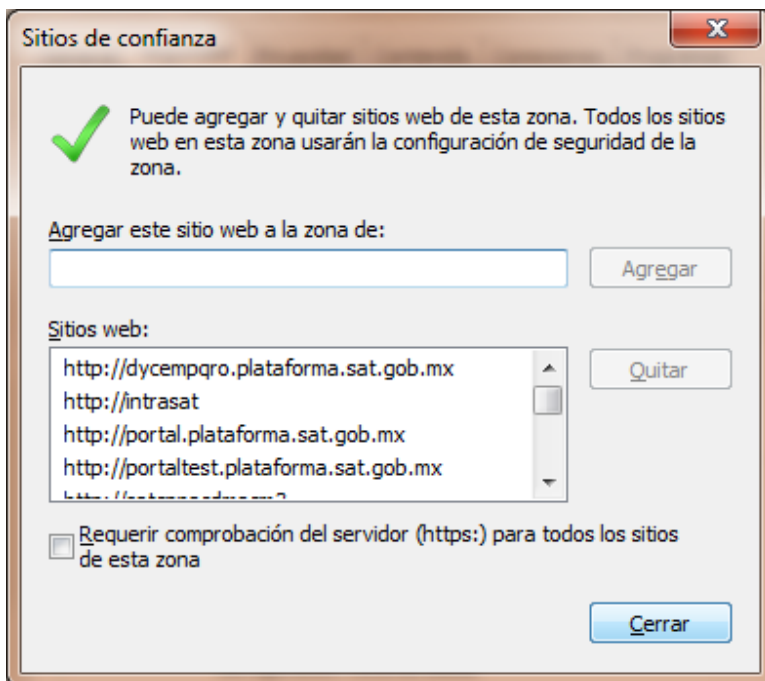 Sitios de confianza
Puede agregar y quitar sitios web de esta zona. Todos los sitios
web en esta zona usarán la configuración de seguridad de la
zona.
Agregar este sitio web a la zona de:
Agregar
Sitios web:
http://dycempqro.plataforma.sat.gob.mx
Quitar
http://intrasat
http://portal.plataforma.sat.gob.mx
http://portaltest.plataforma.sat.gob.mx
Requerir comprobación del servidor (https:) para todos los sitios
de esta zona
Cerrar